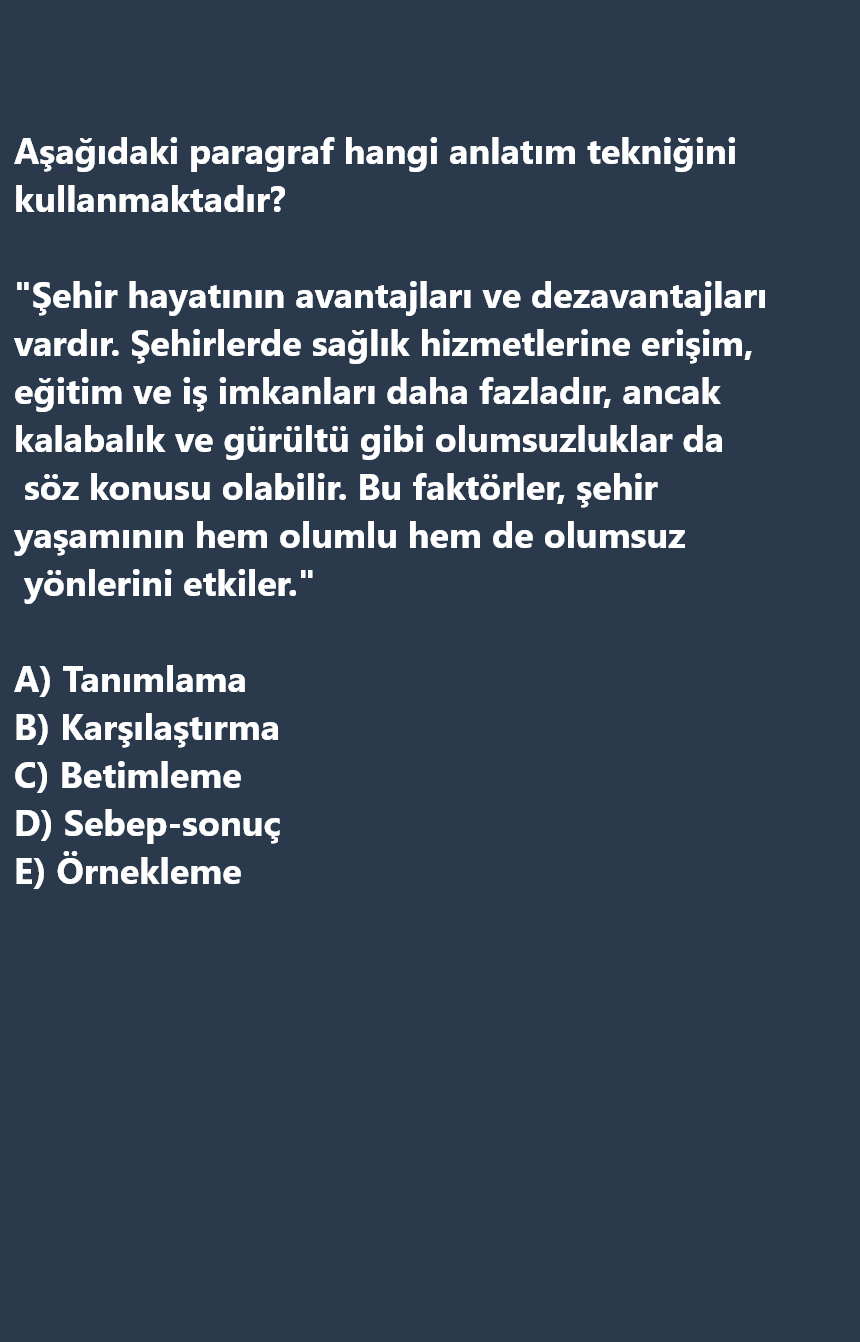 Aşağıdaki paragraf hangi anlatım tekniğini
kullanmaktadır?
"Şehir hayatının avantajları ve dezavantajları
vardır. Şehirlerde sağlık hizmetlerine erişim,
eğitim ve iş imkanları daha fazladır, ancak
kalabalık ve gürültü gibi olumsuzluklar da
söz konusu olabilir. Bu faktörler, şehir
yaşamının hem olumlu hem de olumsuz
yönlerini etkiler."
A) Tanımlama
B) Karşılaştırma
C) Betimleme
D) Sebep-sonuç
E) Örnekleme